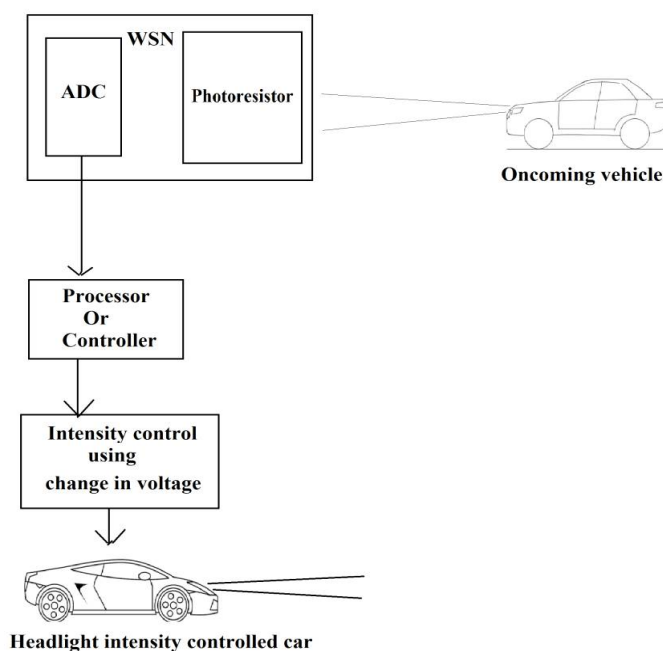 WSN
ADC
Photoresistor
Oncoming vehicle
Processor
Or
Controller
Intensity control
using
change in voltage
Headlight intensity controlled car